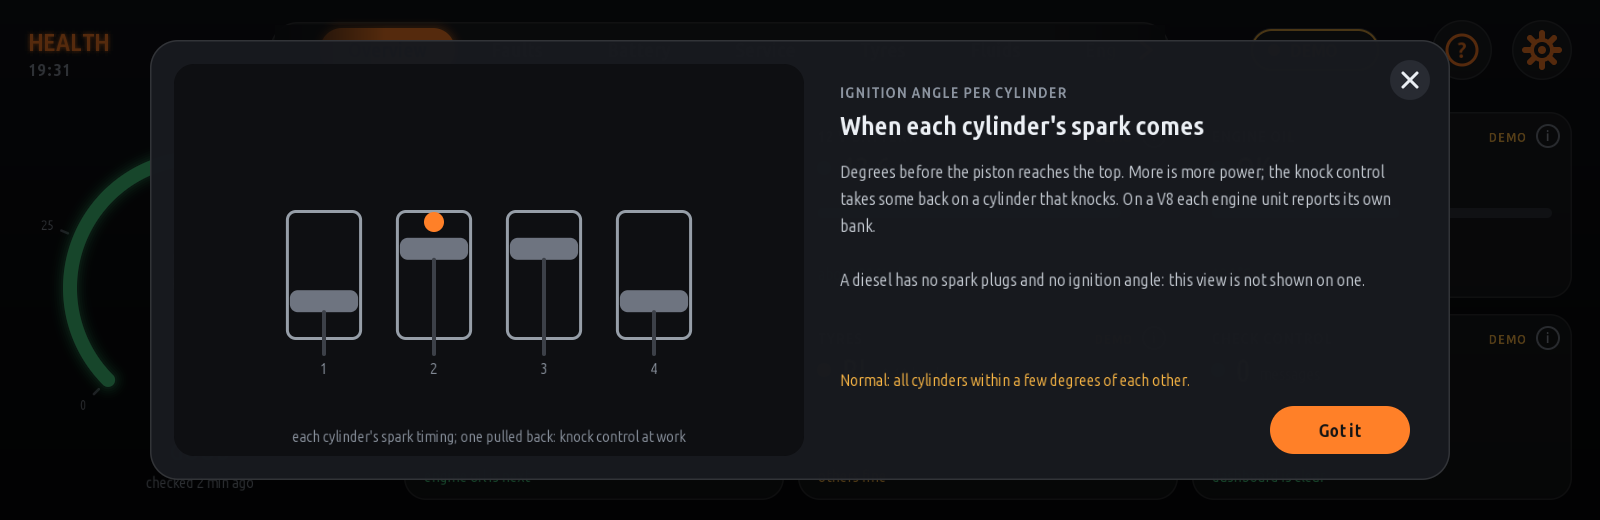 HEALTH
19:31
?
IGNITION ANGLE PER CYLINDER
When each cylinder's spark comes
Degrees before the piston reaches the top. More is more power; the knock control
takes some back on a cylinder that knocks. On a V8 each engine unit reports its own
bank.
A diesel has no spark plugs and no ignition angle: this view is not shown on one.
Normal: all cylinders within a few degrees of each other.
Got it
1
2
3
4
each cylinder's spark timing; one pulled back: knock control at work
DEMO
i
DEMO
i
25
0
checked 2 min ago